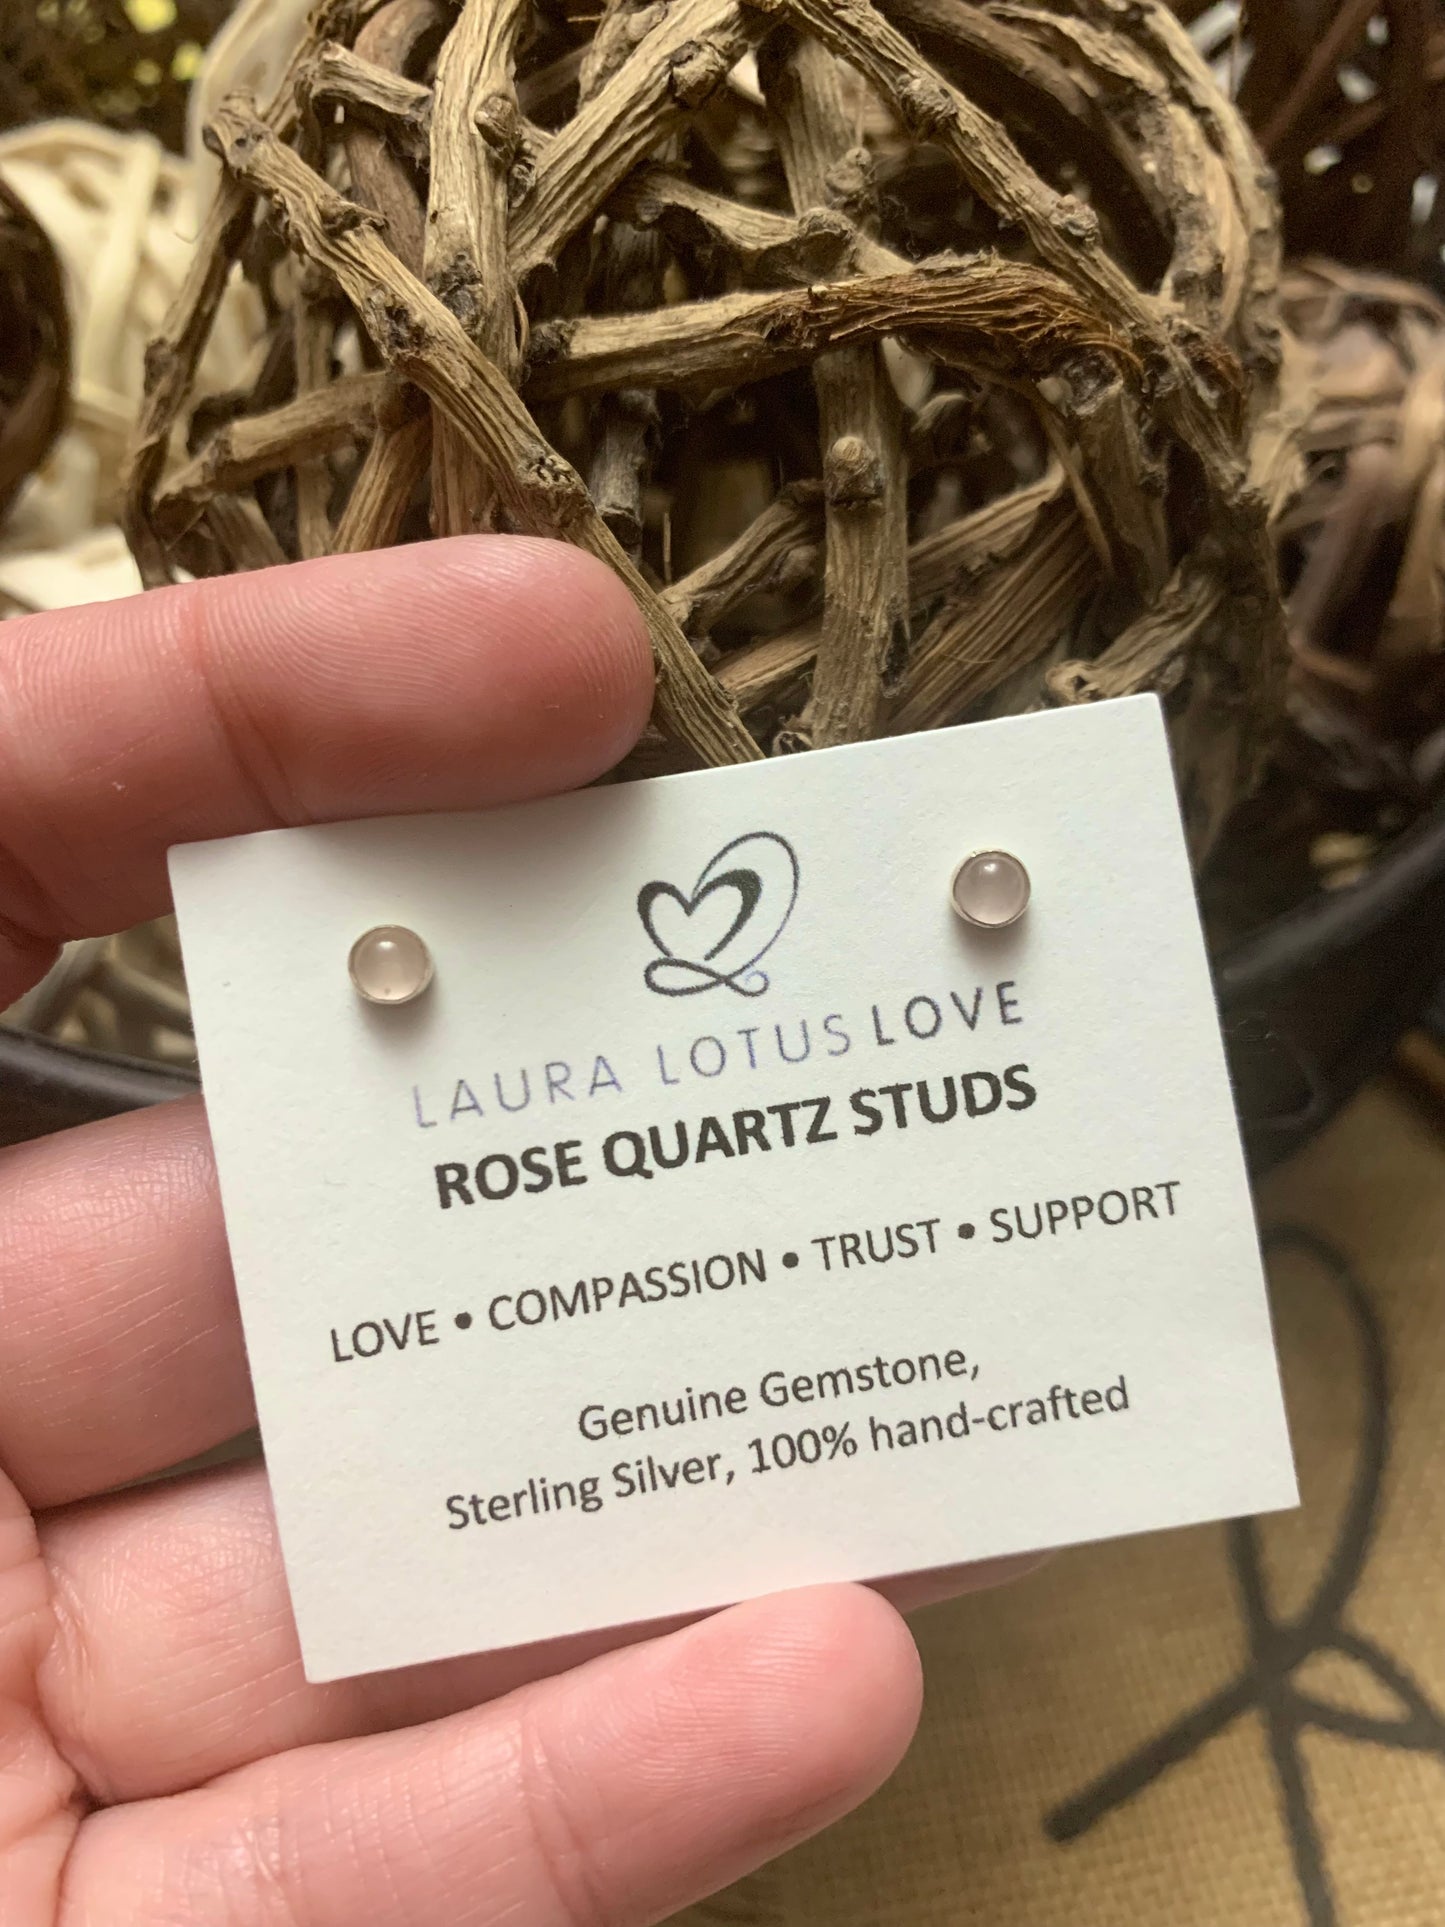 LAURA LOTUS LOVE
ROSE QUARTZ STUDS
LOVE • COMPASSION • TRUST • SUPPORT
Genuine Gemstone,
Sterling Silver, 100% hand-crafted